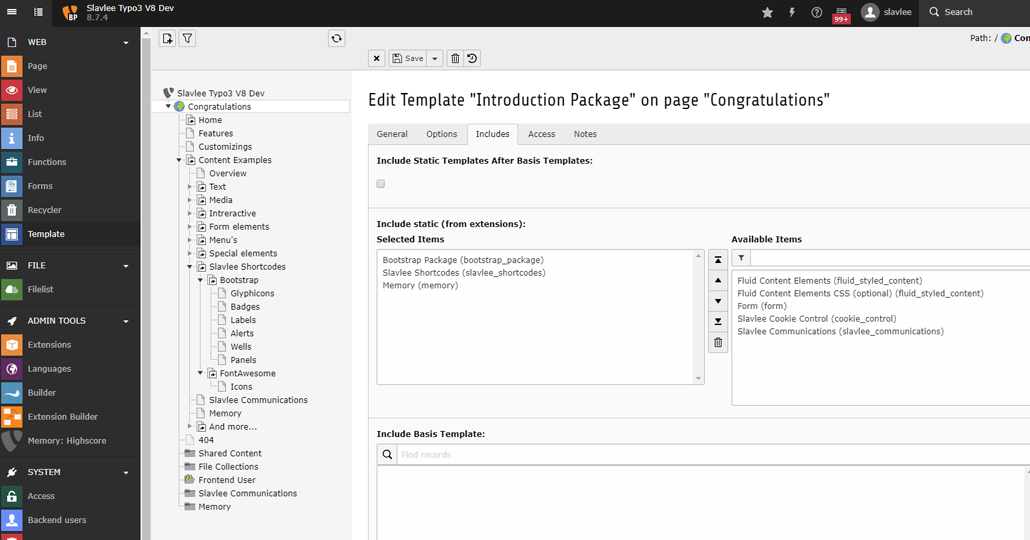 Slavlee Typo3 V8 Dev
8.7.4
BP
99+
slavlee
Search
WEB
Page
View
List
Info
Functions
Forms
Recycler
Template
FILE
Filelist
ADMIN TOOLS
Extensions
Languages
Builder
Extension Builder
Memory: Highscore
SYSTEM
Access
Backend users
Slavlee Typo3 V8 Dev
Congratulations
Home
Features
Customizings
Content Examples
Overview
Text
Media
Intreractive
Form elements
Menu's
Special elements
Slavlee Shortcodes
Bootstrap
Glyphicons
Badges
Labels
Alerts
Wells
Panels
FontAwesome
Icons
Slavlee Communications
Memory
And more...
404
Shared Content
File Collections
Frontend User
Slavlee Communications
Memory
Path: / Con
Save
Edit Template "Introduction Package" on page "Congratulations"
General Options Includes Access Notes
Include Static Templates After Basis Templates:
Include static (from extensions):
Selected Items
Bootstrap Package (bootstrap_package)
Slavlee Shortcodes (slavlee_shortcodes)
Memory (memory)
Available Items
Fluid Content Elements (fluid_styled_content)
Fluid Content Elements CSS (optional) (fluid_styled_content)
Form (form)
Slavlee Cookie Control (cookie_control)
Slavlee Communications (slavlee_communications)
Include Basis Template:
Find records